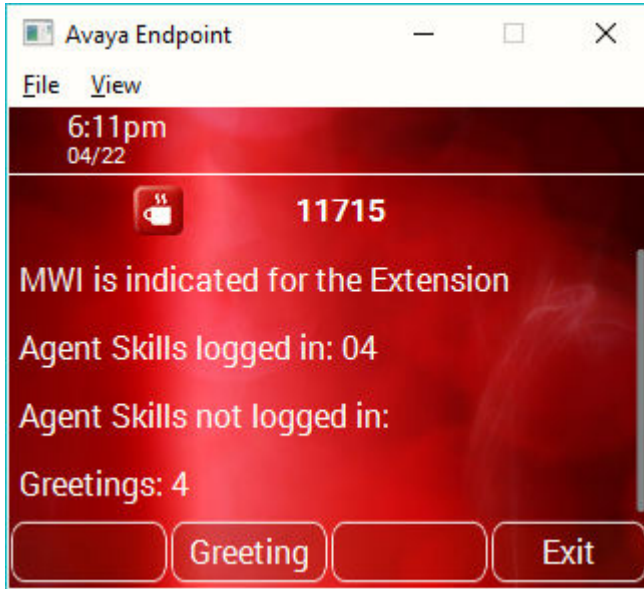 Avaya Endpoint
File View
6:11pm
04/22
11715
MWI is indicated for the Extension
Agent Skills logged in: 04
Agent Skills not logged in:
Greetings: 4
Greeting Exit